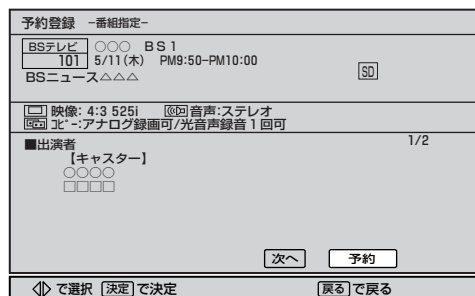 予約登録 -番組指定-
BSテレビ ○○○ BS1
101 5/11(木) PM9:50-PM10:00
BSニュース△△△ SD
映像: 4:3 525i 音声:ステレオ
コピー:アナログ録画可/光音声録音1回可
■出演者 1/2
【キャスター】
○○○○
□□□□
次へ 予約
で選択 決定 で決定 戻る で戻る